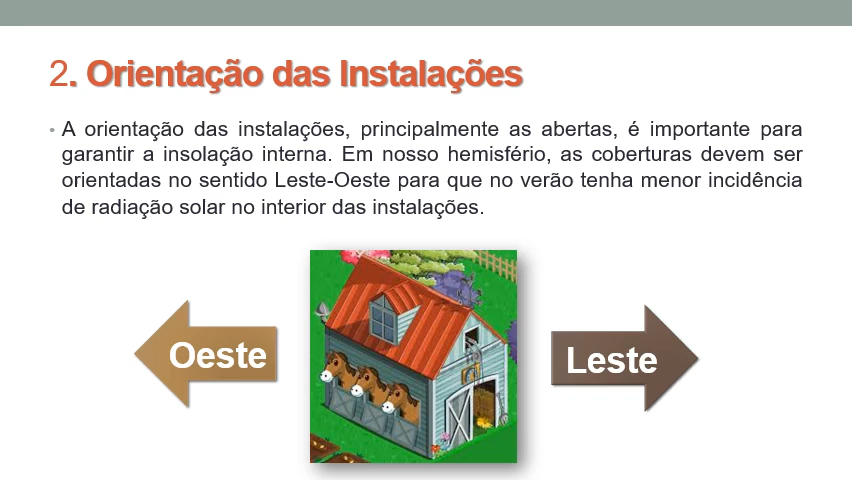 2. Orientação das Instalações
• A orientação das instalações, principalmente as abertas, é importante para
garantir a insolação interna. Em nosso hemisfério, as coberturas devem ser
orientadas no sentido Leste-Oeste para que no verão tenha menor incidência
de radiação solar no interior das instalações.
Oeste
Leste